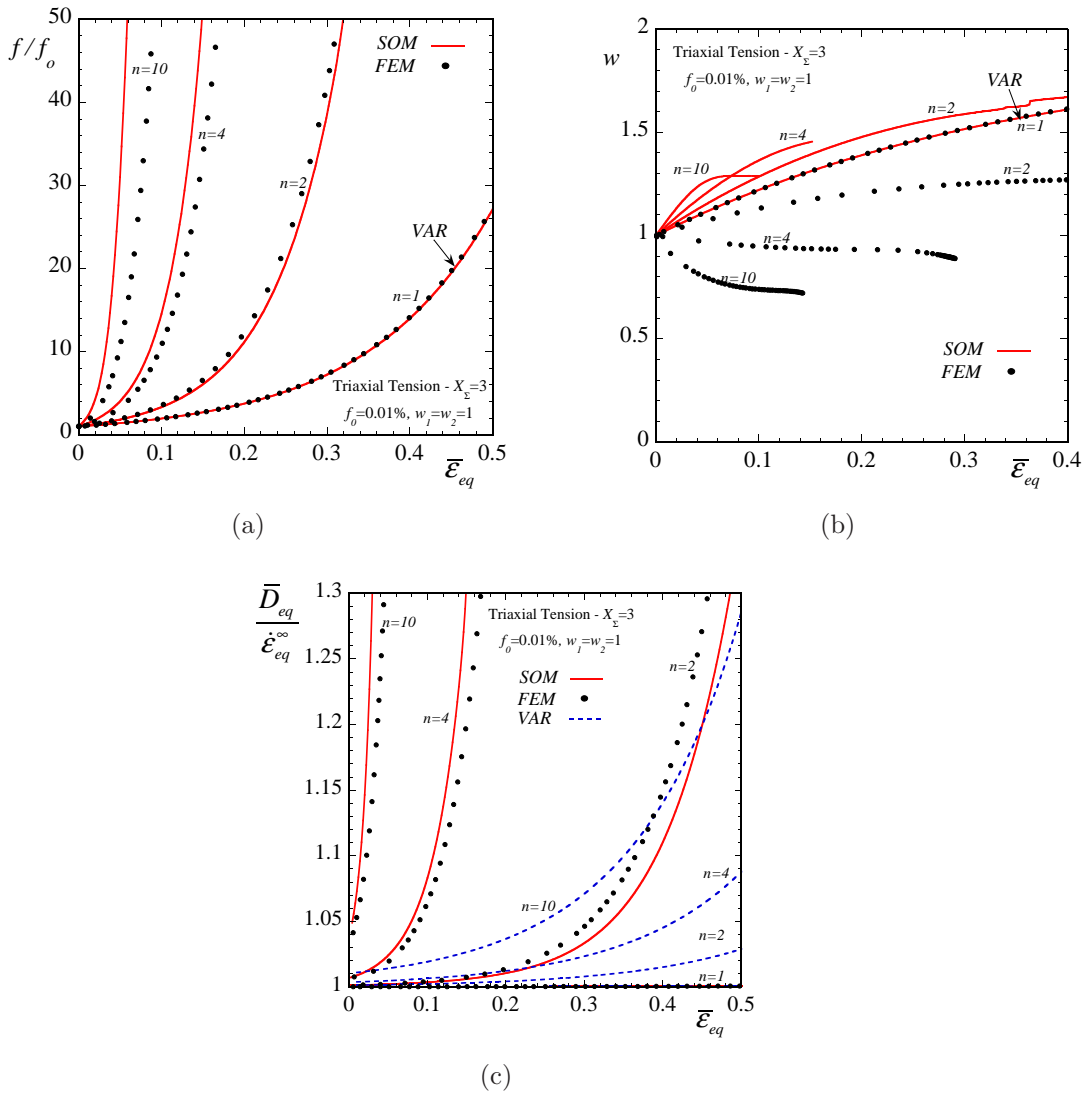 50
40
30
20
10
0
f/f_o
SOM
FEM
n=10
n=4
n=2
VAR
n=1
Triaxial Tension - X_Σ=3
f_0=0.01%, w_1=w_2=1
0 0.1 0.2 0.3 0.4 0.5
ε̅_eq
(a)
2
1.5
1
0.5
0
w
Triaxial Tension - X_Σ=3
f_0=0.01%, w_1=w_2=1
VAR
n=2
n=1
n=4
n=10
n=2
n=4
n=10
SOM
FEM
0 0.1 0.2 0.3 0.4
ε̅_eq
(b)
D̅_eq
ε̇^∞_eq
1.3
1.25
1.2
1.15
1.1
1.05
1
Triaxial Tension - X_Σ=3
f_0=0.01%, w_1=w_2=1
n=10
SOM
FEM
VAR
n=2
n=4
n=10
n=4
n=2
n=1
0 0.1 0.2 0.3 0.4 0.5
ε̅_eq
(c)